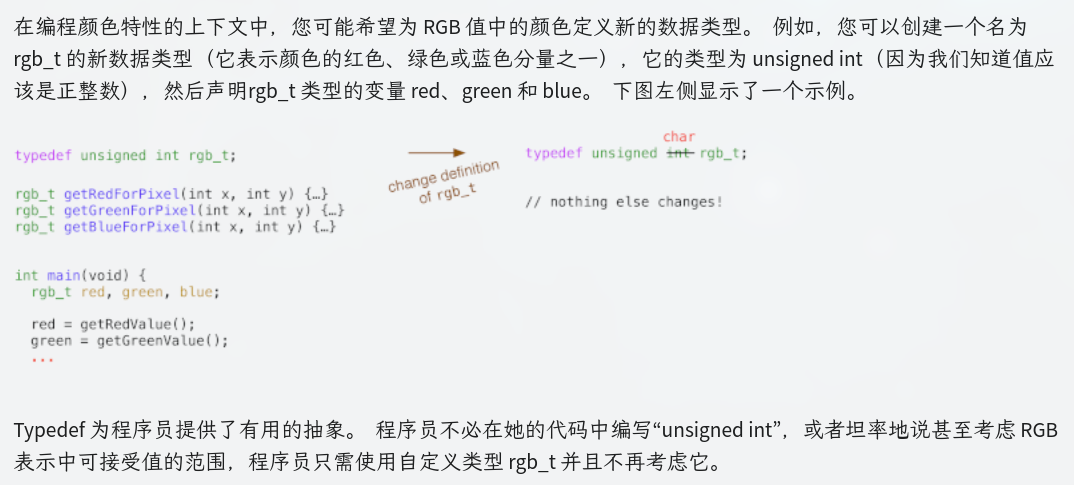 在编程颜色特性的上下文中，您可能希望为 RGB 值中的颜色定义新的数据类型。 例如，您可以创建一个名为
rgb_t 的新数据类型（它表示颜色的红色、绿色或蓝色分量之一），它的类型为 unsigned int（因为我们知道值应
该是正整数），然后声明rgb_t 类型的变量 red、green 和 blue。 下图左侧显示了一个示例。
typedef unsigned int rgb_t;
rgb_t getRedForPixel(int x, int y) {…}
rgb_t getGreenForPixel(int x, int y) {…}
rgb_t getBlueForPixel(int x, int y) {…}
int main(void) {
rgb_t red, green, blue;
red = getRedValue();
green = getGreenValue();
...
change definition
of rgb_t
char
typedef unsigned int rgb_t;
// nothing else changes!
Typedef 为程序员提供了有用的抽象。 程序员不必在她的代码中编写“unsigned int”，或者坦率地说甚至考虑 RGB
表示中可接受值的范围，程序员只需使用自定义类型 rgb_t 并且不再考虑它。